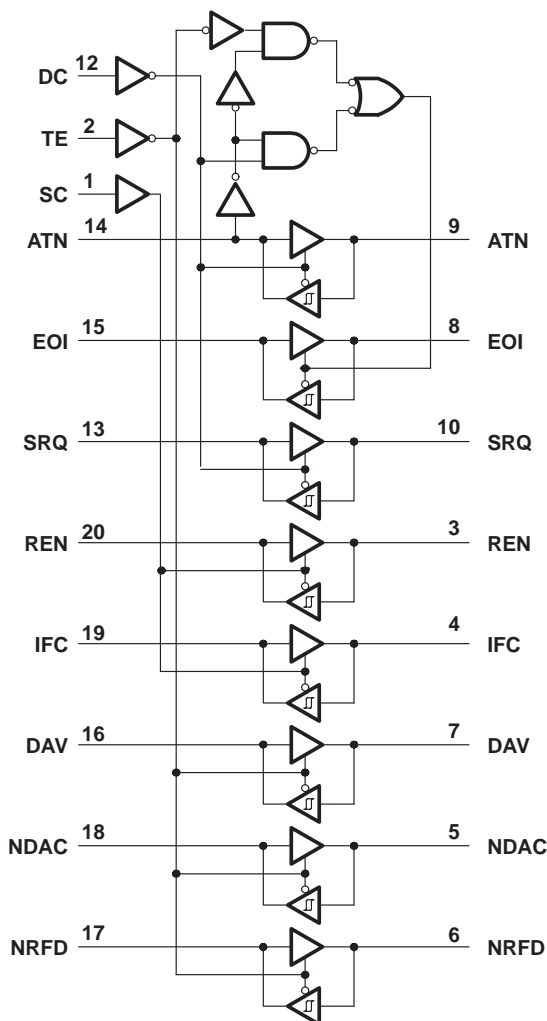 DC 12
TE 2
SC 1
ATN 14 9 ATN
EOI 15 8 EOI
SRQ 13 10 SRQ
REN 20 3 REN
IFC 19 4 IFC
DAV 16 7 DAV
NDAC 18 5 NDAC
NRFD 17 6 NRFD